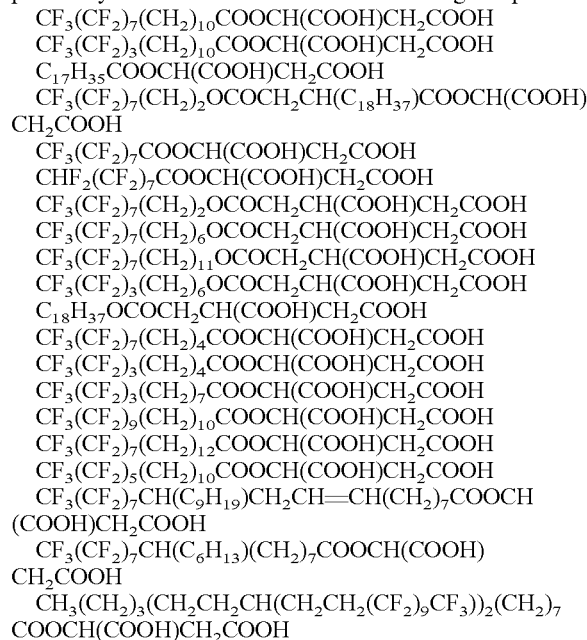 CF₃(CF₂)₇(CH₂)₁₀COOCH(COOH)CH₂COOH
CF₃(CF₂)₃(CH₂)₁₀COOCH(COOH)CH₂COOH
C₁₇H₃₅COOCH(COOH)CH₂COOH
CF₃(CF₂)₇(CH₂)₂OCOCH₂CH(C₁₈H₃₇)COOCH(COOH)
CH₂COOH
CF₃(CF₂)₇COOCH(COOH)CH₂COOH
CHF₂(CF₂)₇COOCH(COOH)CH₂COOH
CF₃(CF₂)₇(CH₂)₂OCOCH₂CH(COOH)CH₂COOH
CF₃(CF₂)₇(CH₂)₆OCOCH₂CH(COOH)CH₂COOH
CF₃(CF₂)₇(CH₂)₁₁OCOCH₂CH(COOH)CH₂COOH
CF₃(CF₂)₃(CH₂)₆OCOCH₂CH(COOH)CH₂COOH
C₁₈H₃₇OCOCH₂CH(COOH)CH₂COOH
CF₃(CF₂)₇(CH₂)₄COOCH(COOH)CH₂COOH
CF₃(CF₂)₃(CH₂)₄COOCH(COOH)CH₂COOH
CF₃(CF₂)₃(CH₂)₇COOCH(COOH)CH₂COOH
CF₃(CF₂)₉(CH₂)₁₀COOCH(COOH)CH₂COOH
CF₃(CF₂)₇(CH₂)₁₂COOCH(COOH)CH₂COOH
CF₃(CF₂)₅(CH₂)₁₀COOCH(COOH)CH₂COOH
CF₃(CF₂)₇CH(C₉H₁₉)CH₂CH=CH(CH₂)₇COOCH
(COOH)CH₂COOH
CF₃(CF₂)₇CH(C₆H₁₃)(CH₂)₇COOCH(COOH)
CH₂COOH
CH₃(CH₂)₃(CH₂CH₂CH(CH₂CH₂(CF₂)₉CF₃))₂(CH₂)₇
COOCH(COOH)CH₂COOH